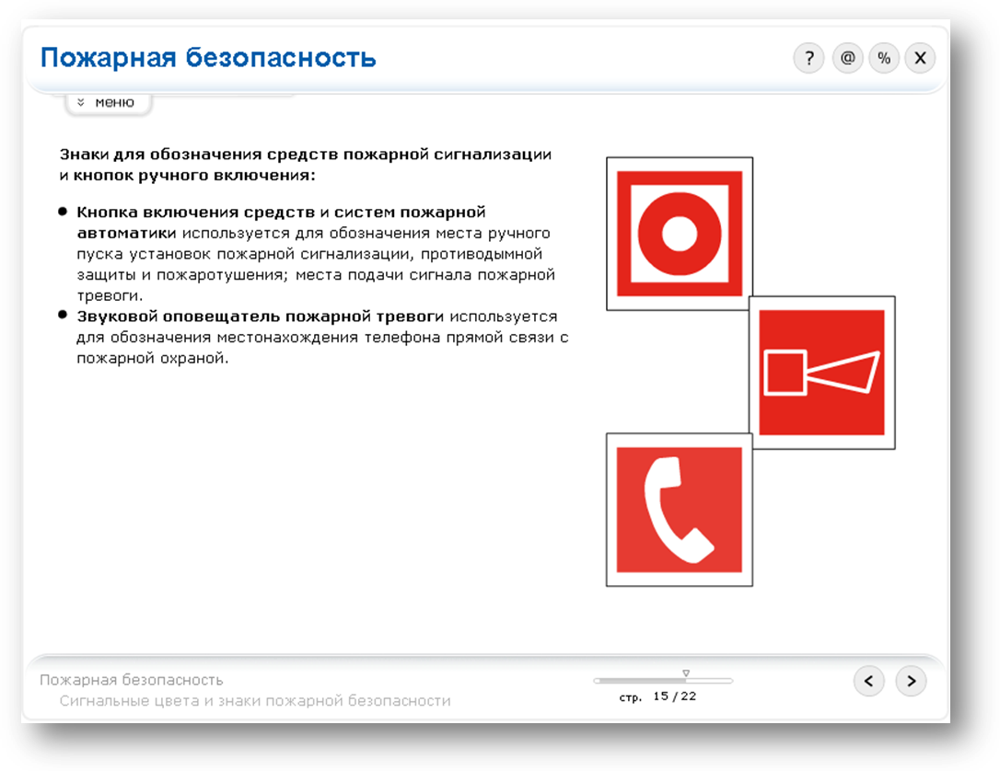 Пожарная безопасность
? @ % X
меню
Знаки для обозначения средств пожарной сигнализации
и кнопок ручного включения:
Кнопка включения средств и систем пожарной
автоматики используется для обозначения места ручного
пуска установок пожарной сигнализации, противодымной
защиты и пожаротушения; места подачи сигнала пожарной
тревоги.
Звуковой оповещатель пожарной тревоги используется
для обозначения местонахождения телефона прямой связи с
пожарной охраной.
Пожарная безопасность
Сигнальные цвета и знаки пожарной безопасности
стр. 15 / 22
< >